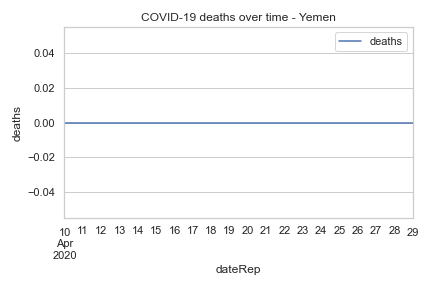 COVID-19 deaths over time - Yemen
deaths
deaths
0.04
0.02
0.00
−0.02
−0.04
10 11 12 13 14 15 16 17 18 19 20 21 22 23 24 25 26 27 28 29
Apr
2020
dateRep